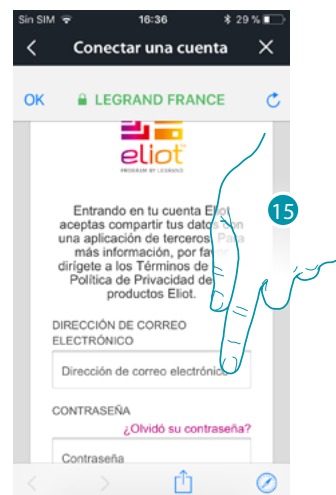 Sin SIM 16:36 29 %
Conectar una cuenta
OK LEGRAND FRANCE
eliot
PROGRAM BY LEGRAND
Entrando en tu cuenta Eliot
aceptas compartir tus datos con
una aplicación de terceros. Para
más información, por favor
dirígete a los Términos de
Política de Privacidad de
productos Eliot.
15
DIRECCIÓN DE CORREO
ELECTRÓNICO
Dirección de correo electrónico
CONTRASEÑA
¿Olvidó su contraseña?
Contraseña